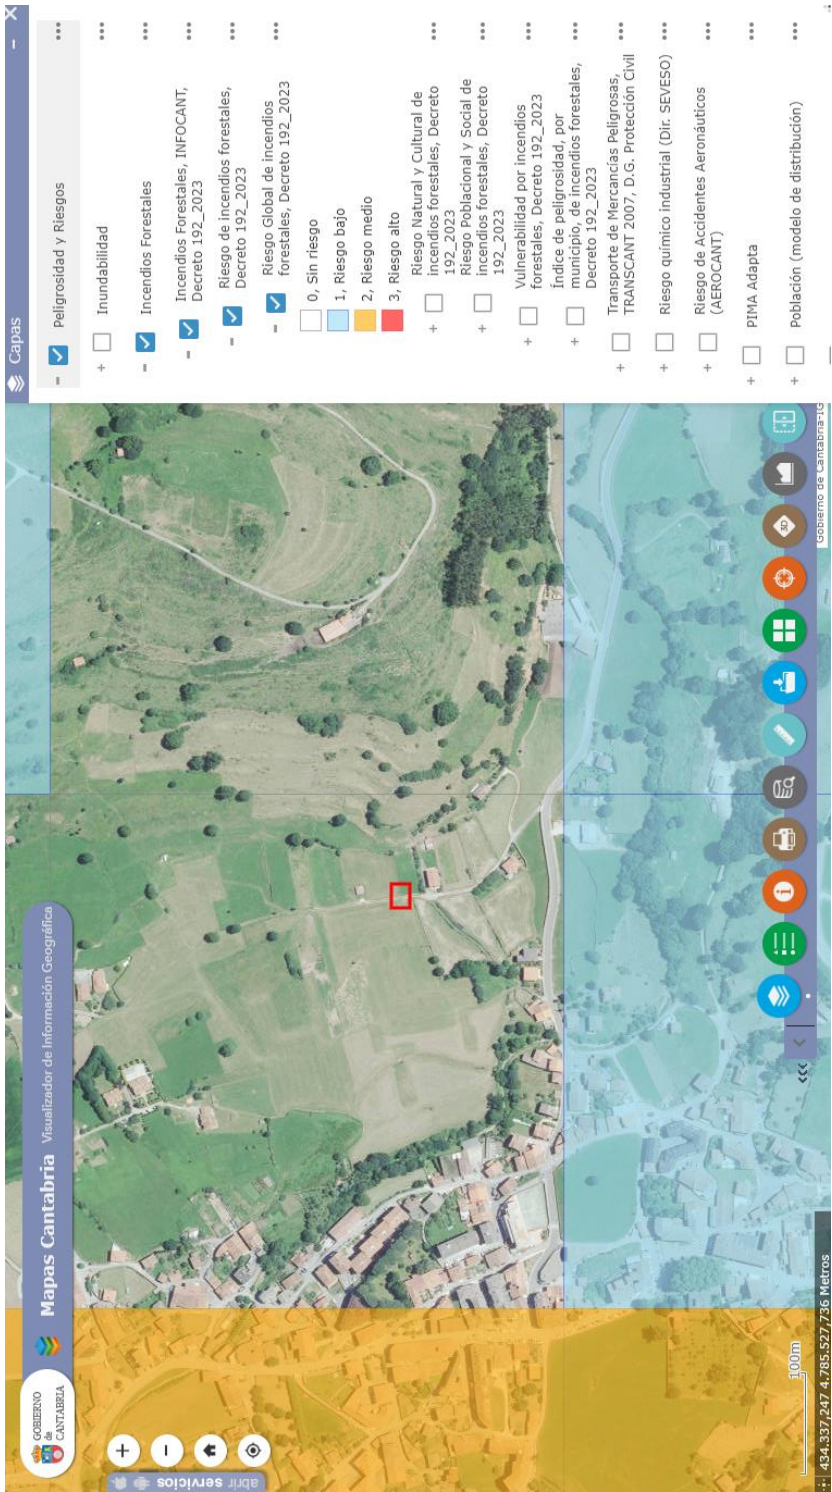 GOBIERNO
de
CANTABRIA
Mapas Cantabria Visualizador de Información Geográfica
abrir servicios
100m
434.337,247 4.785.527,736 Metros
3D
Gobierno de Cantabria-IG
Capas
Peligrosidad y Riesgos
Inundabilidad
Incendios Forestales
Incendios Forestales, INFOCANT,
Decreto 192_2023
Riesgo de incendios forestales,
Decreto 192_2023
Riesgo Global de incendios
forestales, Decreto 192_2023
0, Sin riesgo
1, Riesgo bajo
2, Riesgo medio
3, Riesgo alto
Riesgo Natural y Cultural de
incendios forestales, Decreto
192_2023
Riesgo Poblacional y Social de
incendios forestales, Decreto
192_2023
Vulnerabilidad por incendios
forestales, Decreto 192_2023
Índice de peligrosidad, por
municipio, de incendios forestales,
Decreto 192_2023
Transporte de Mercancías Peligrosas,
TRANSCANT 2007, D.G. Protección Civil
Riesgo químico industrial (Dir. SEVESO)
Riesgo de Accidentes Aeronáuticos
(AEROCANT)
PIMA Adapta
Población (modelo de distribución)